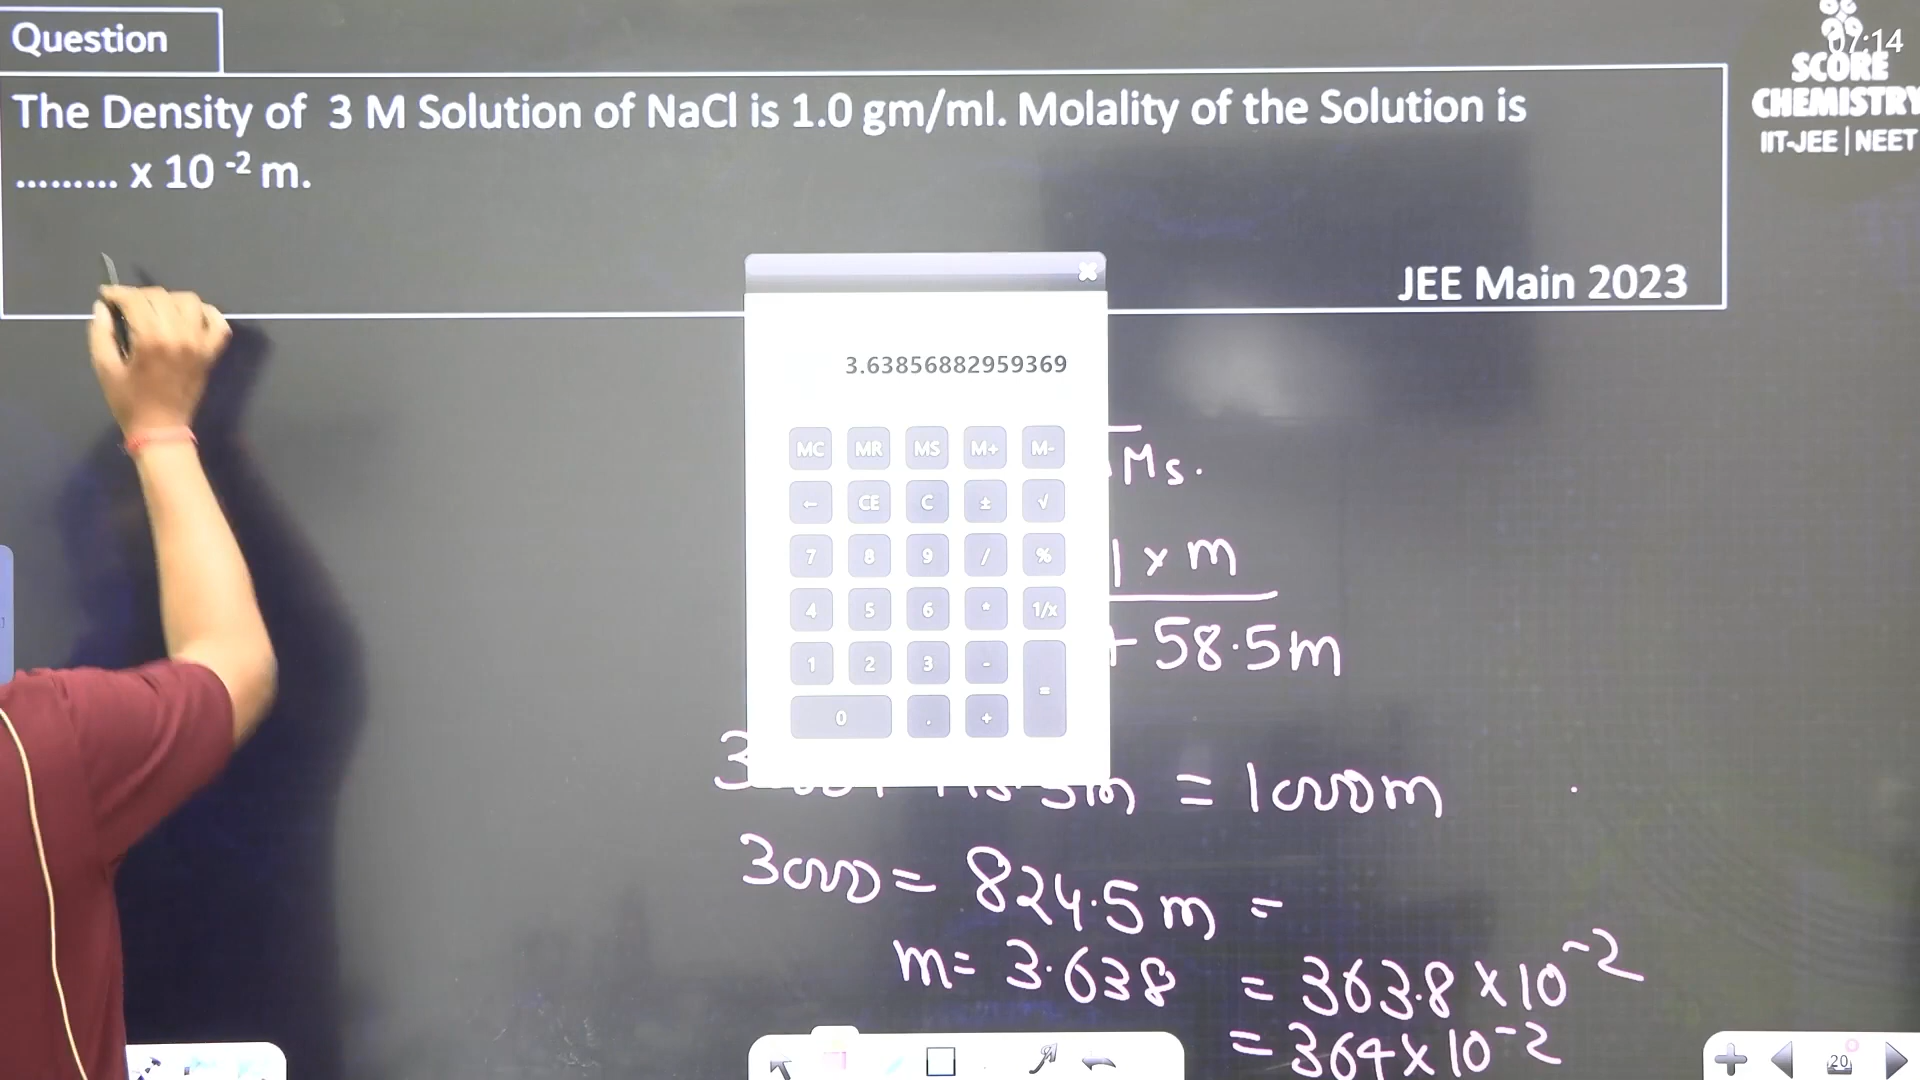 Question
07:14
SCORE
CHEMISTRY
IIT-JEE | NEET
The Density of 3 M Solution of NaCl is 1.0 gm/ml. Molality of the Solution is
......... x 10 -2 m.
JEE Main 2023
3.63856882959369
MC MR MS M+ M-
← CE C ± √
7 8 9 / %
4 5 6 * 1/x
1 2 3 - =
0 . +
Ms.
1 x m
+ 58.5m
= 1000m
3000 = 824.5m =
m= 3.638 = 363.8 x 10-2
= 364 x 10-2
20